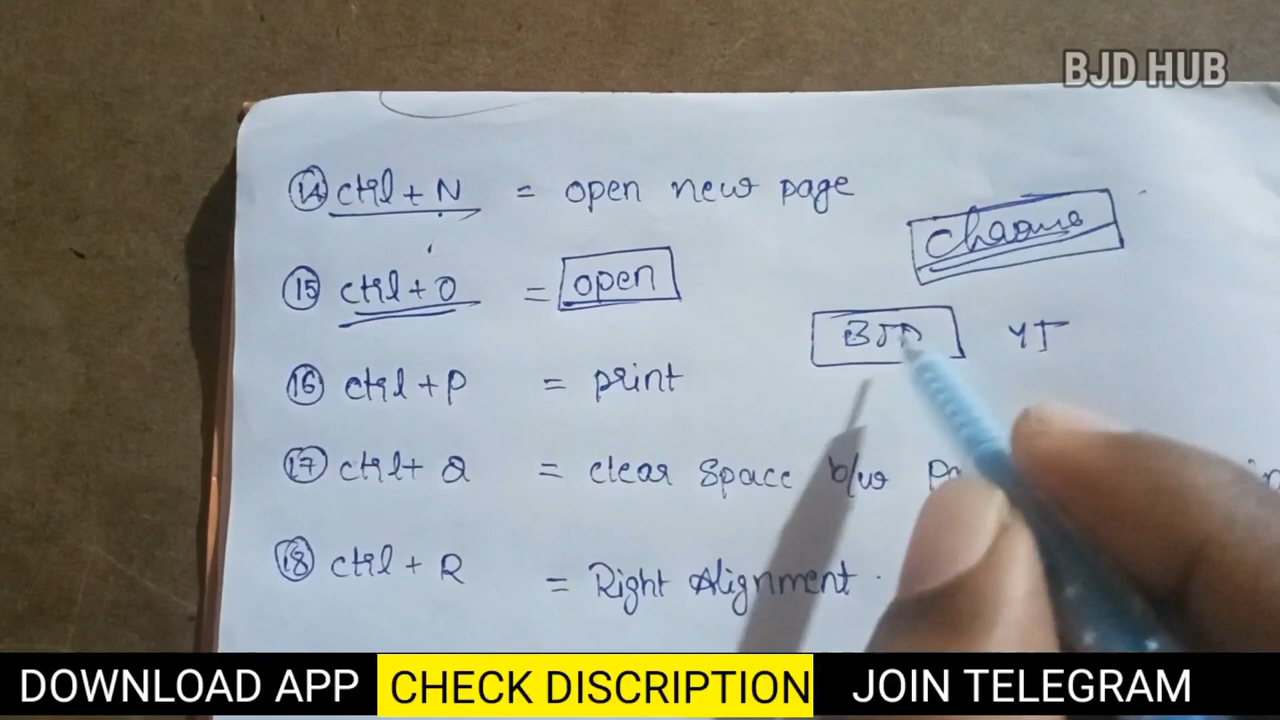 BJD HUB
14 ctrl + N = open new page
Chrome
15 ctrl + O = open
BJD YT
16 ctrl + P = print
17 ctrl + Q = clear space b/w
18 ctrl + R = Right Alignment.
DOWNLOAD APP CHECK DISCRIPTION JOIN TELEGRAM